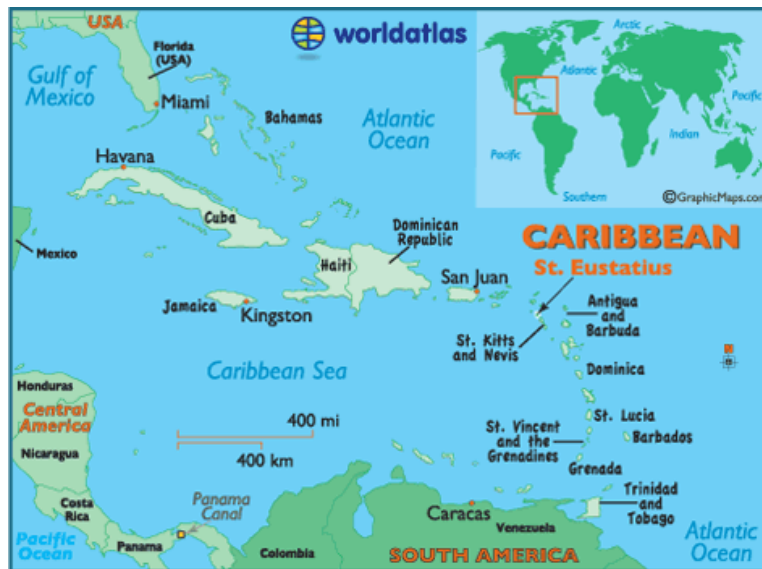 USA
worldatlas
Florida
(USA)
Gulf of
Mexico
Miami
Bahamas
Atlantic
Ocean
Arctic
Atlantic
Pacific
Indian
Pacific
Southern
©GraphicMaps.com
Havana
Cuba
Mexico
Dominican
Republic
Haiti
San Juan
CARIBBEAN
St. Eustatius
Jamaica
Kingston
Antigua
and
Barbuda
St. Kitts
and Nevis
Caribbean Sea
Dominica
Honduras
Central
America
Nicaragua
400 mi
400 km
St. Lucia
St. Vincent
and the
Grenadines
Barbados
Grenada
Costa
Rica
Panama
Canal
Pacific
Ocean
Panama
Colombia
Caracas
Venezuela
Trinidad
and
Tobago
SOUTH AMERICA
Atlantic
Ocean